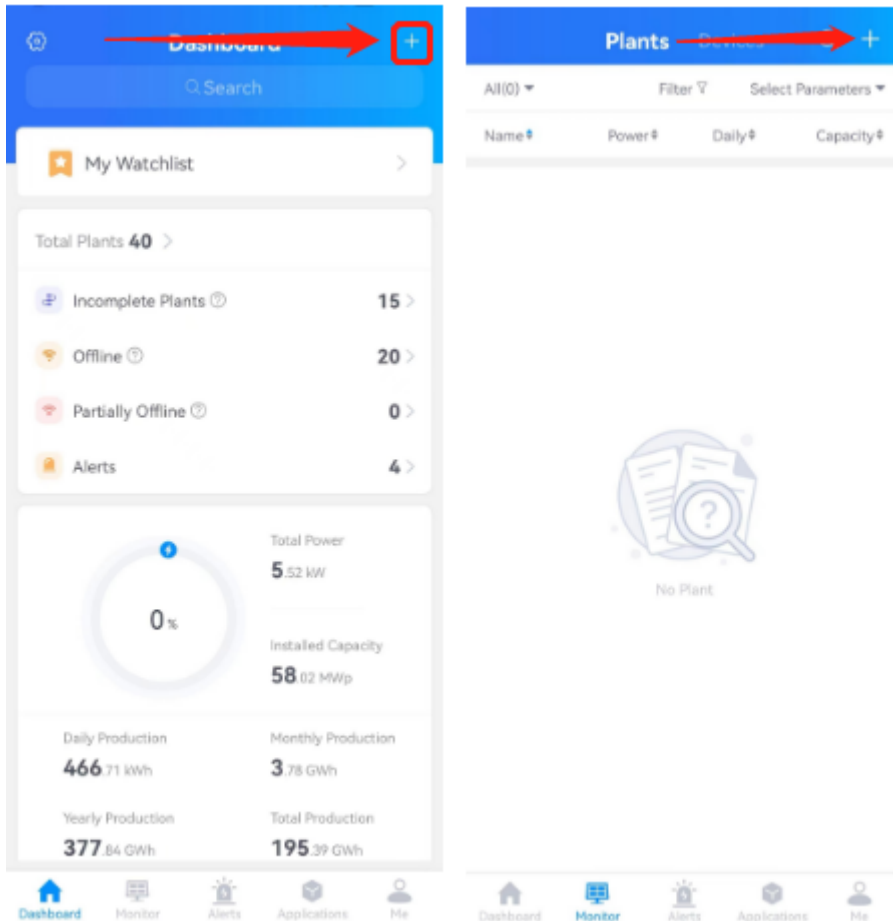 Dashboard
Search
My Watchlist
Total Plants 40
Incomplete Plants
15
Offline
20
Partially Offline
0
Alerts
4
0 %
Total Power
5.52 kW
Installed Capacity
58.02 MWp
Daily Production
466.71 kWh
Monthly Production
3.78 GWh
Yearly Production
377.84 GWh
Total Production
195.39 GWh
Dashboard Monitor Alerts Applications Me
Plants Devices
All(0) Filter Select Parameters
Name Power Daily Capacity
?
No Plant
Dashboard Monitor Alerts Applications Me